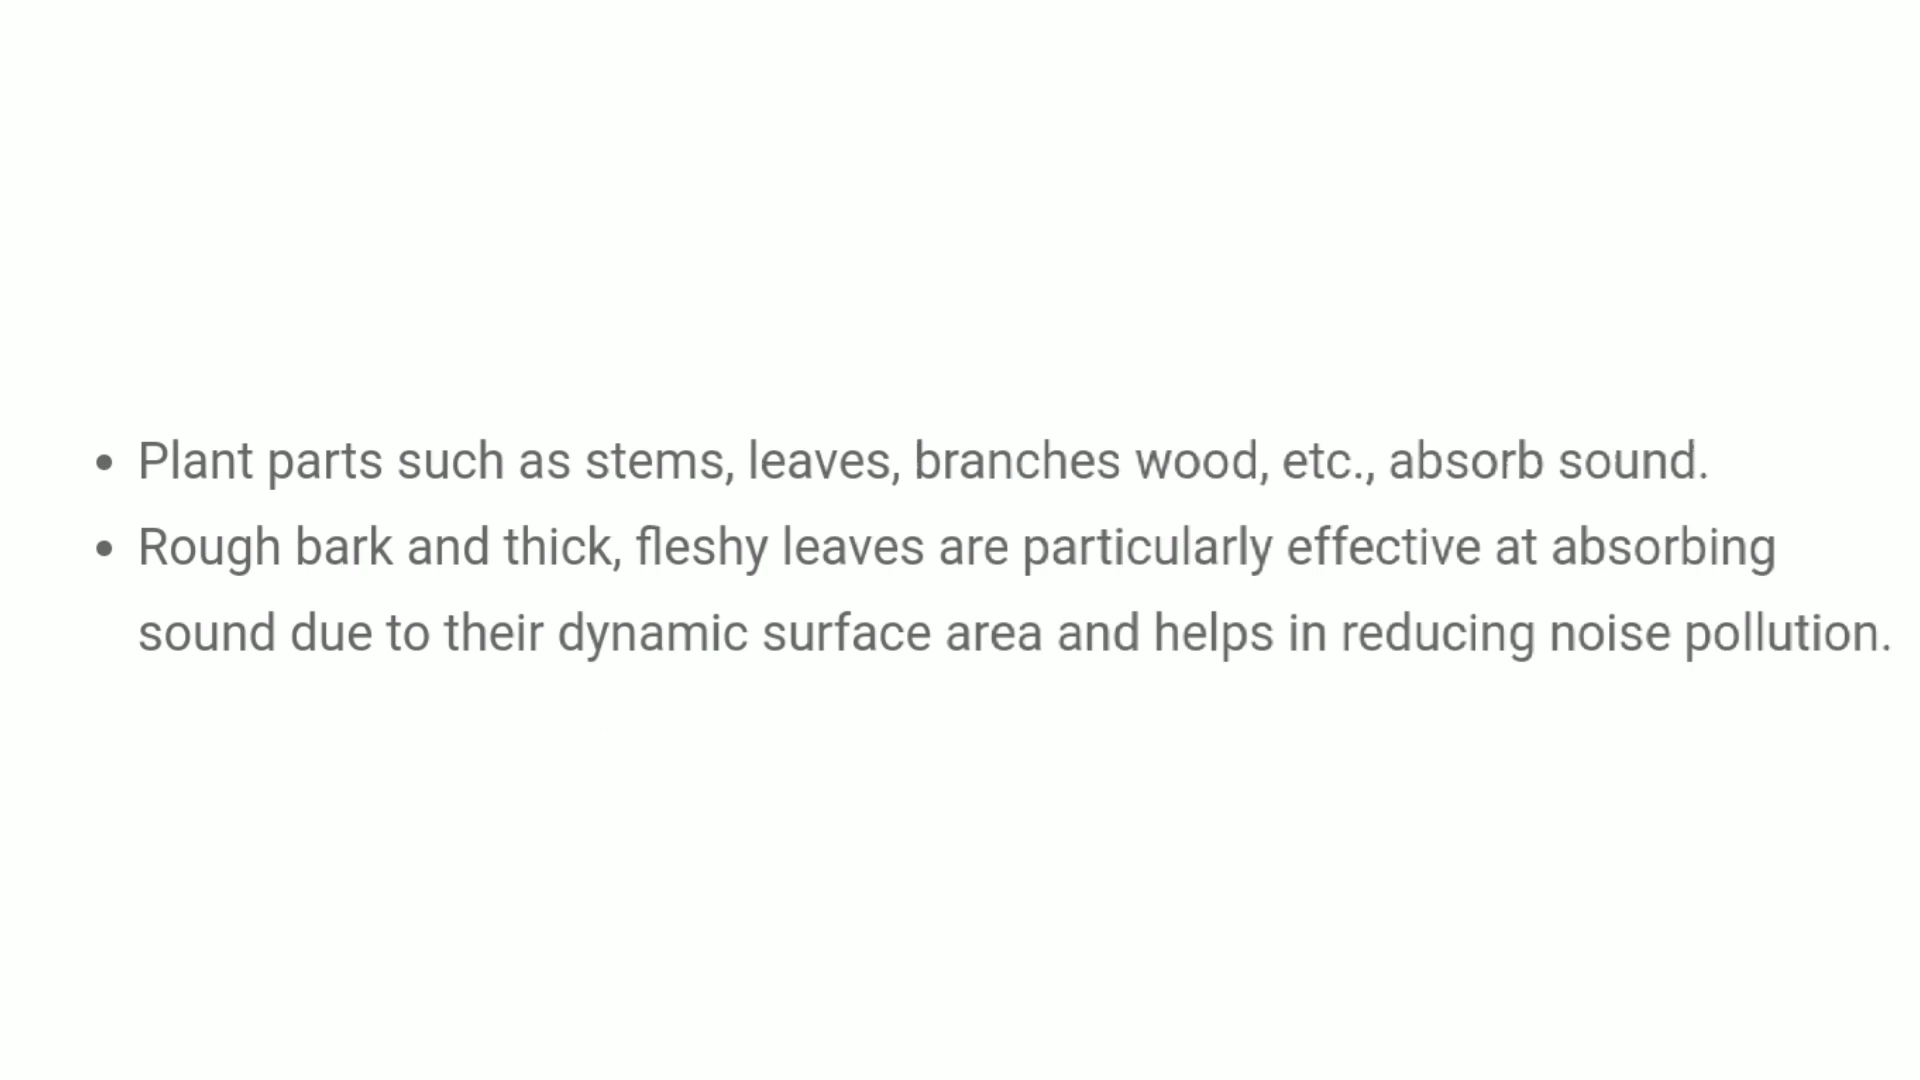 • Plant parts such as stems, leaves, branches wood, etc., absorb sound.
• Rough bark and thick, fleshy leaves are particularly effective at absorbing
sound due to their dynamic surface area and helps in reducing noise pollution.